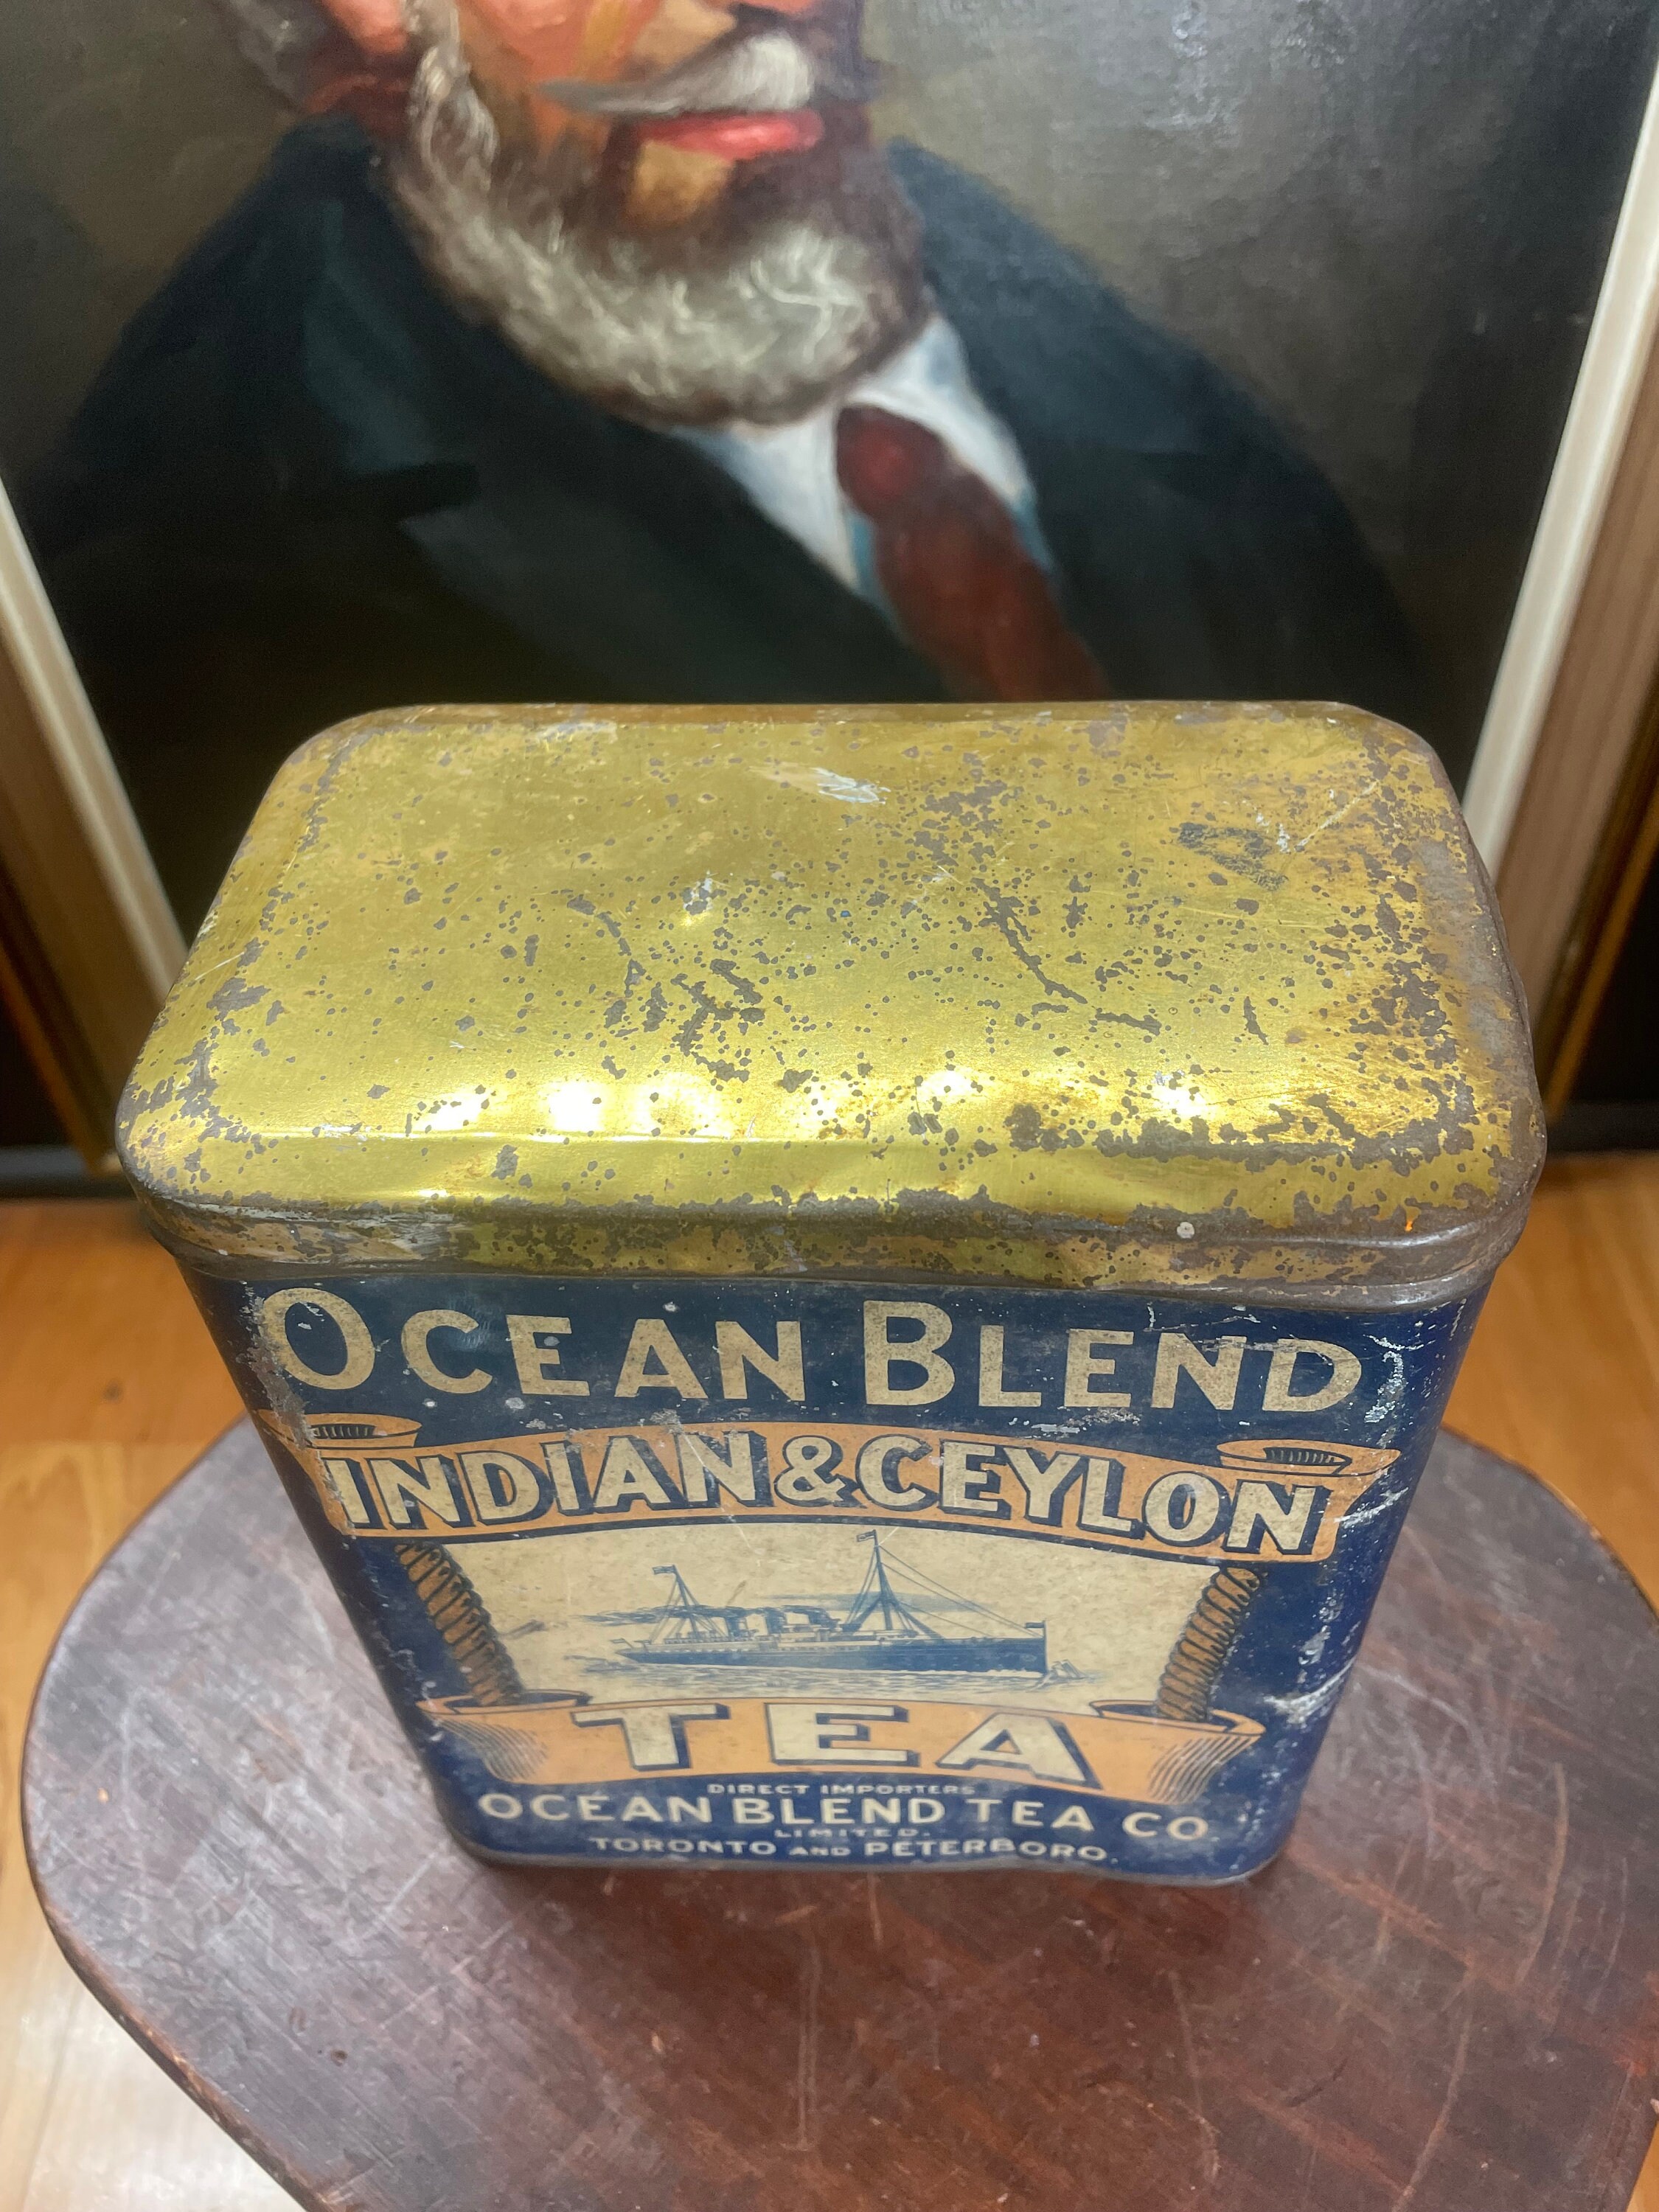 OCEAN BLEND
INDIAN & CEYLON
TEA
DIRECT IMPORTERS
OCEAN BLEND TEA CO
LIMITED.
TORONTO AND PETERBORO.